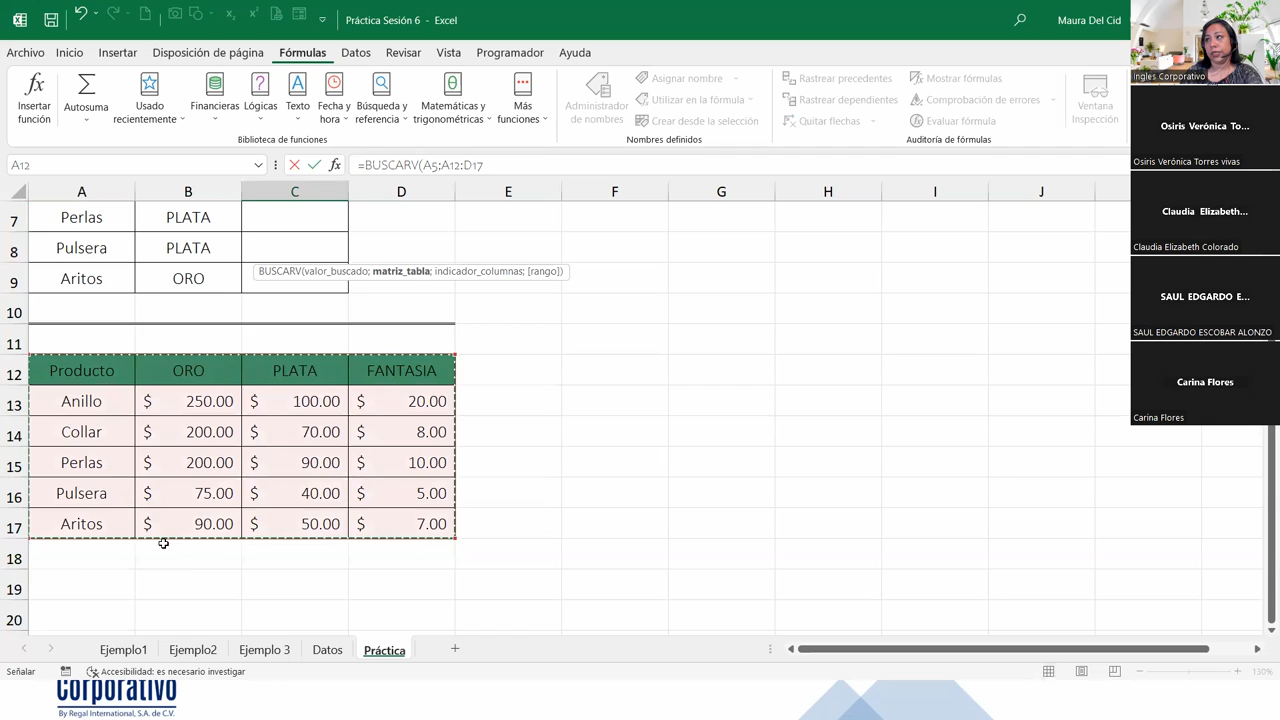 Práctica Sesión 6 - Excel
Maura Del Cid
Archivo Inicio Insertar Disposición de página Fórmulas Datos Revisar Vista Programador Ayuda
Insertar función
Autosuma
Usado recientemente
Financieras
Lógicas
Texto
Fecha y hora
Búsqueda y referencia
Matemáticas y trigonométricas
Más funciones
Biblioteca de funciones
Administrador de nombres
Asignar nombre
Utilizar en la fórmula
Crear desde la selección
Nombres definidos
Rastrear precedentes
Rastrear dependientes
Quitar flechas
Mostrar fórmulas
Comprobación de errores
Evaluar fórmula
Auditoría de fórmulas
Ventana Inspección
A12 fx =BUSCARV(A5;A12:D17
A B C D E F G H I J
7 Perlas PLATA
8 Pulsera PLATA
9 Aritos ORO
BUSCARV(valor_buscado; matriz_tabla; indicador_columnas; [rango])
10
11
12 Producto ORO PLATA FANTASIA
13 Anillo $ 250.00 $ 100.00 $ 20.00
14 Collar $ 200.00 $ 70.00 $ 8.00
15 Perlas $ 200.00 $ 90.00 $ 10.00
16 Pulsera $ 75.00 $ 40.00 $ 5.00
17 Aritos $ 90.00 $ 50.00 $ 7.00
18
19
20
Ejemplo1 Ejemplo2 Ejemplo 3 Datos Práctica
Señalar Accesibilidad: es necesario investigar 130%
Corporativo
By Regal International, S.A. de C.V.
Ingles Corporativo
Osiris Verónica To...
Osiris Verónica Torres vivas
Claudia Elizabeth...
Claudia Elizabeth Colorado
SAUL EDGARDO E...
SAUL EDGARDO ESCOBAR ALONZO
Carina Flores
Carina Flores